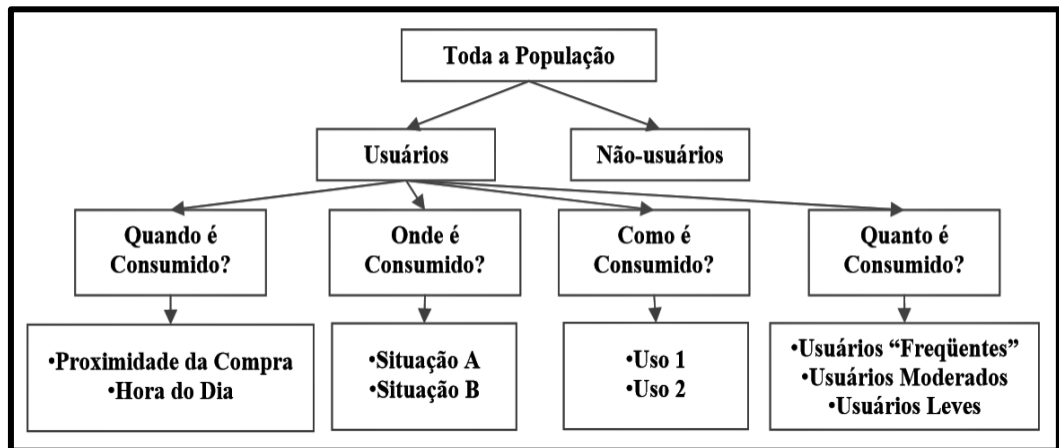 Toda a População
Usuários
Não-usuários
Quando é
Consumido?
Onde é
Consumido?
Como é
Consumido?
Quanto é
Consumido?
•Proximidade da Compra
•Hora do Dia
•Situação A
•Situação B
•Uso 1
•Uso 2
•Usuários “Freqüentes”
•Usuários Moderados
•Usuários Leves